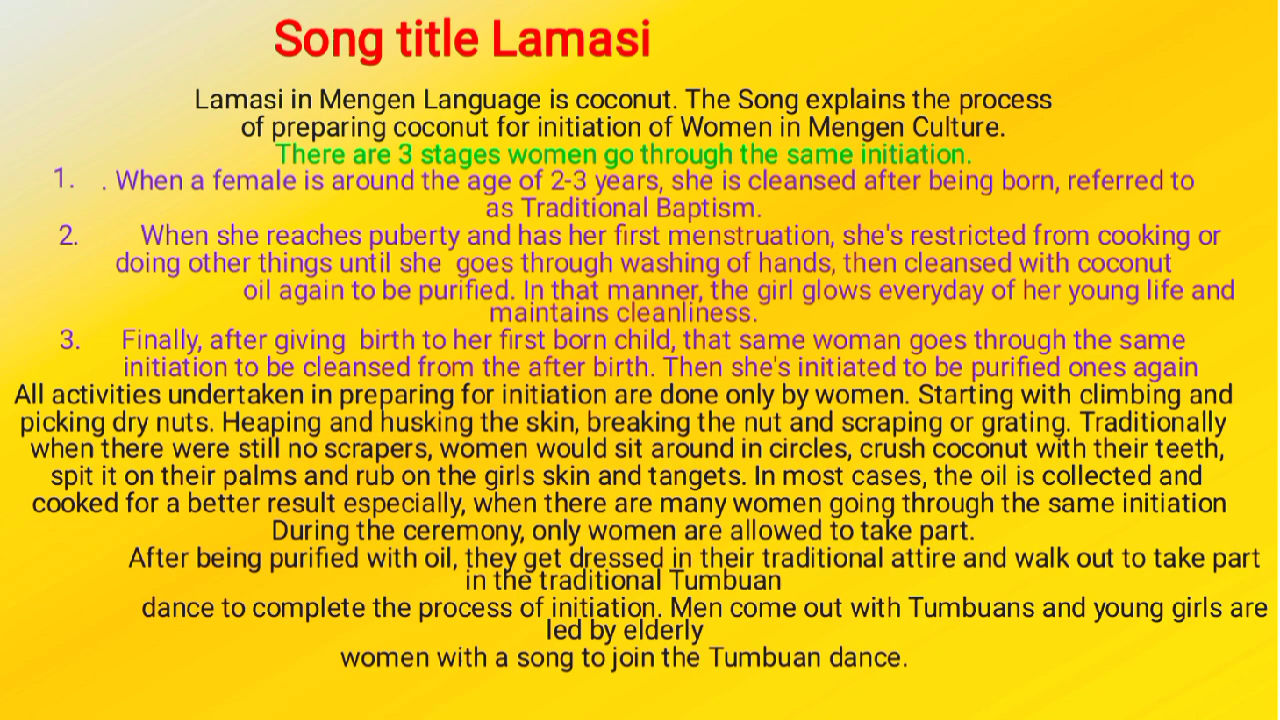 Song title Lamasi
Lamasi in Mengen Language is coconut. The Song explains the process
of preparing coconut for initiation of Women in Mengen Culture.
There are 3 stages women go through the same initiation.
1. . When a female is around the age of 2-3 years, she is cleansed after being born, referred to
as Traditional Baptism.
2. When she reaches puberty and has her first menstruation, she's restricted from cooking or
doing other things until she goes through washing of hands, then cleansed with coconut
oil again to be purified. In that manner, the girl glows everyday of her young life and
maintains cleanliness.
3. Finally, after giving birth to her first born child, that same woman goes through the same
initiation to be cleansed from the after birth. Then she's initiated to be purified ones again
All activities undertaken in preparing for initiation are done only by women. Starting with climbing and
picking dry nuts. Heaping and husking the skin, breaking the nut and scraping or grating. Traditionally
when there were still no scrapers, women would sit around in circles, crush coconut with their teeth,
spit it on their palms and rub on the girls skin and tangets. In most cases, the oil is collected and
cooked for a better result especially, when there are many women going through the same initiation
During the ceremony, only women are allowed to take part.
After being purified with oil, they get dressed in their traditional attire and walk out to take part
in the traditional Tumbuan
dance to complete the process of initiation. Men come out with Tumbuans and young girls are
led by elderly
women with a song to join the Tumbuan dance.